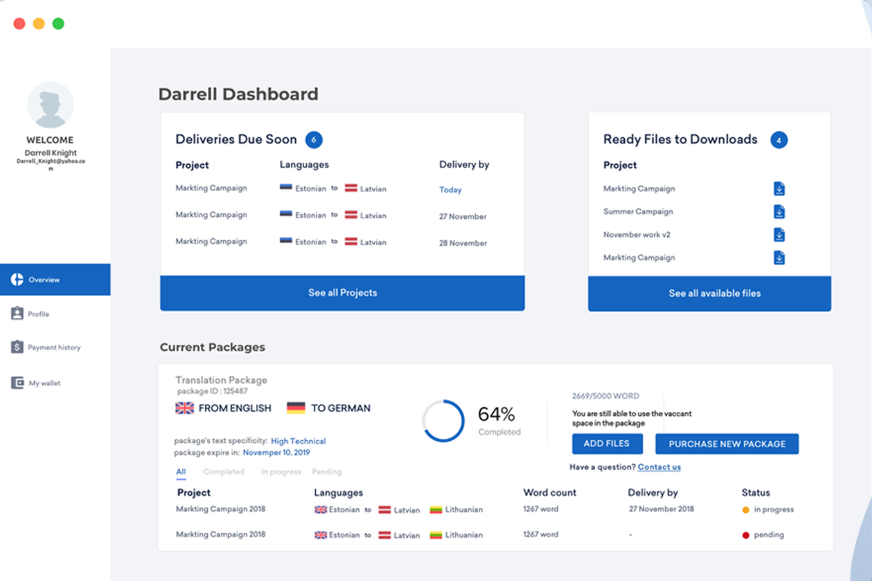 WELCOME
Darrell Knight
Darrell_Knight@yahoo.co
m
Overview
Profile
Payment history
My wallet
Darrell Dashboard
Deliveries Due Soon 6
Project Languages Delivery by
Markting Campaign Estonian to Latvian Today
Markting Campaign Estonian to Latvian 27 November
Markting Campaign Estonian to Latvian 28 November
See all Projects
Ready Files to Downloads 4
Project
Markting Campaign
Summer Campaign
November work v2
Markting Campaign
See all available files
Current Packages
Translation Package
package ID : 125487
FROM ENGLISH TO GERMAN
package's text specificity: High Technical
package expire in: November 10, 2019
64%
Completed
2669/5000 WORD
You are still able to use the vaccant
space in the package
ADD FILES PURCHASE NEW PACKAGE
Have a question? Contact us
All Completed In progress Pending
Project Languages Word count Delivery by Status
Markting Campaign 2018 Estonian to Latvian Lithuanian 1267 word 27 November 2018 in progress
Markting Campaign 2018 Estonian to Latvian Lithuanian 1267 word - pending